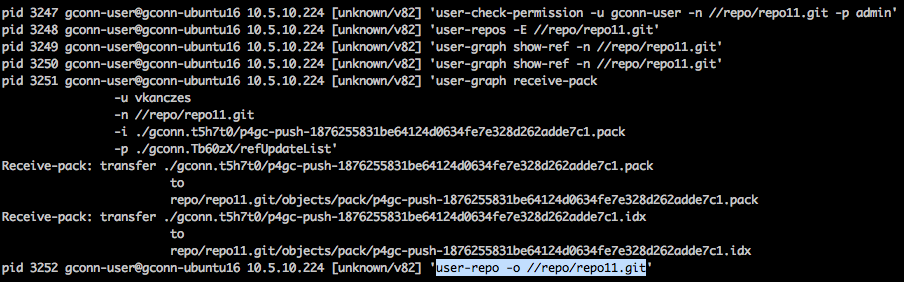 pid 3247 gconn-user@gconn-ubuntu16 10.5.10.224 [unknown/v82] 'user-check-permission -u gconn-user -n //repo/repo11.git -p admin'
pid 3248 gconn-user@gconn-ubuntu16 10.5.10.224 [unknown/v82] 'user-repos -E //repo/repo11.git'
pid 3249 gconn-user@gconn-ubuntu16 10.5.10.224 [unknown/v82] 'user-graph show-ref -n //repo/repo11.git'
pid 3250 gconn-user@gconn-ubuntu16 10.5.10.224 [unknown/v82] 'user-graph show-ref -n //repo/repo11.git'
pid 3251 gconn-user@gconn-ubuntu16 10.5.10.224 [unknown/v82] 'user-graph receive-pack
-u vkanczes
-n //repo/repo11.git
-i ./gconn.t5h7t0/p4gc-push-1876255831be64124d0634fe7e328d262adde7c1.pack
-p ./gconn.Tb60zX/refUpdateList'
Receive-pack: transfer ./gconn.t5h7t0/p4gc-push-1876255831be64124d0634fe7e328d262adde7c1.pack
to
repo/repo11.git/objects/pack/p4gc-push-1876255831be64124d0634fe7e328d262adde7c1.pack
Receive-pack: transfer ./gconn.t5h7t0/p4gc-push-1876255831be64124d0634fe7e328d262adde7c1.idx
to
repo/repo11.git/objects/pack/p4gc-push-1876255831be64124d0634fe7e328d262adde7c1.idx
pid 3252 gconn-user@gconn-ubuntu16 10.5.10.224 [unknown/v82] 'user-repo -o //repo/repo11.git'